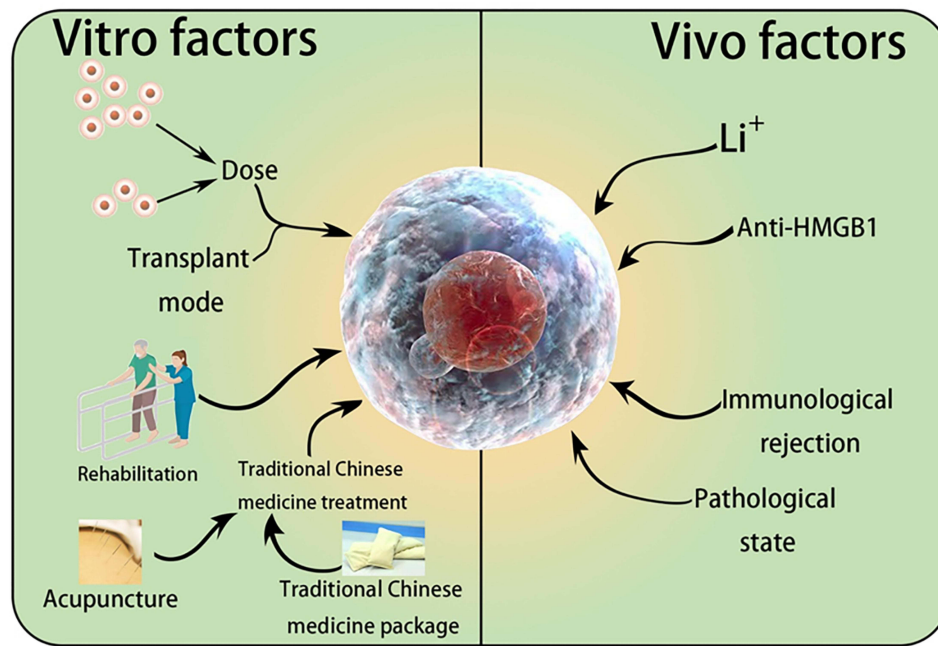 Vitro factors
Dose
Transplant
mode
Rehabilitation
Traditional Chinese
medicine treatment
Acupuncture
Traditional Chinese
medicine package
Vivo factors
Li⁺
Anti-HMGB1
Immunological
rejection
Pathological
state